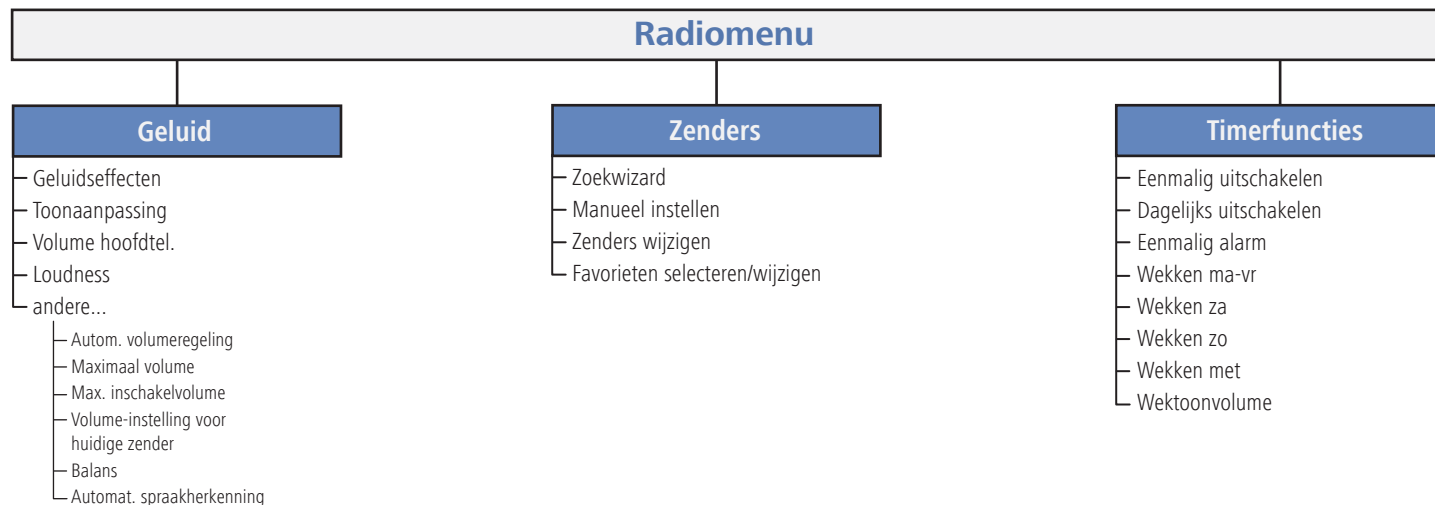 Radiomenu
Geluid
Geluidseffecten
Toonaanpassing
Volume hoofdtel.
Loudness
andere...
Autom. volumeregeling
Maximaal volume
Max. inschakelvolume
Volume-instelling voor
huidige zender
Balans
Automat. spraakherkenning
Zenders
Zoekwizard
Manueel instellen
Zenders wijzigen
Favorieten selecteren/wijzigen
Timerfuncties
Eenmalig uitschakelen
Dagelijks uitschakelen
Eenmalig alarm
Wekken ma-vr
Wekken za
Wekken zo
Wekken met
Wektoonvolume